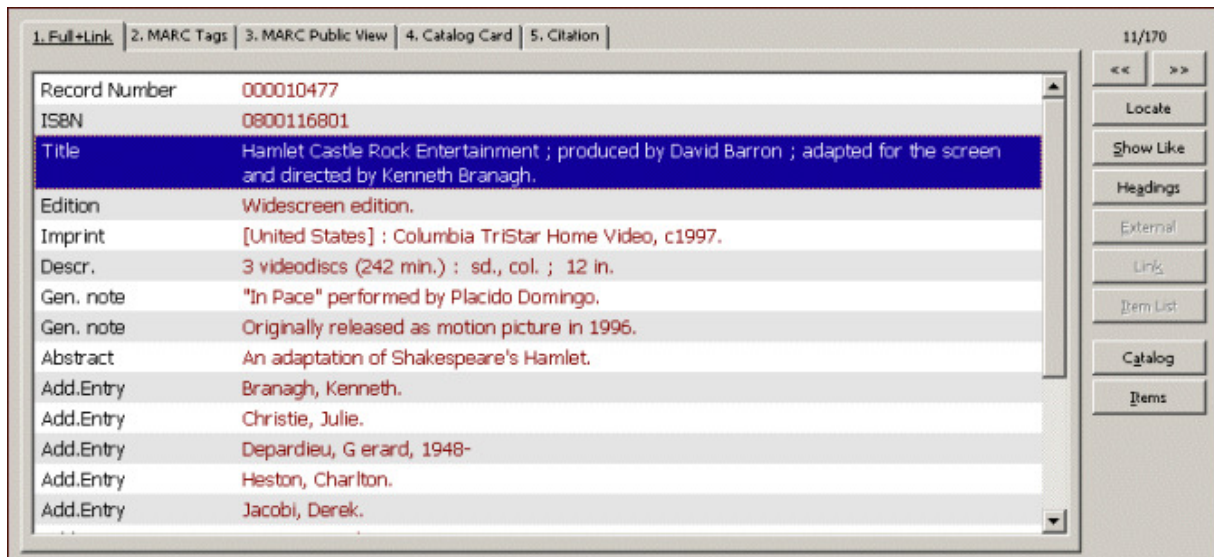 1. Full+Link 2. MARC Tags 3. MARC Public View 4. Catalog Card 5. Citation
11/170
<< >>
Locate
Show Like
Headings
External
Link
Item List
Catalog
Items
Record Number 000010477
ISBN 0800116801
Title Hamlet Castle Rock Entertainment ; produced by David Barron ; adapted for the screen
and directed by Kenneth Branagh.
Edition Widescreen edition.
Imprint [United States] : Columbia TriStar Home Video, c1997.
Descr. 3 videodiscs (242 min.) : sd., col. ; 12 in.
Gen. note "In Pace" performed by Placido Domingo.
Gen. note Originally released as motion picture in 1996.
Abstract An adaptation of Shakespeare's Hamlet.
Add.Entry Branagh, Kenneth.
Add.Entry Christie, Julie.
Add.Entry Depardieu, G erard, 1948-
Add.Entry Heston, Charlton.
Add.Entry Jacobi, Derek.